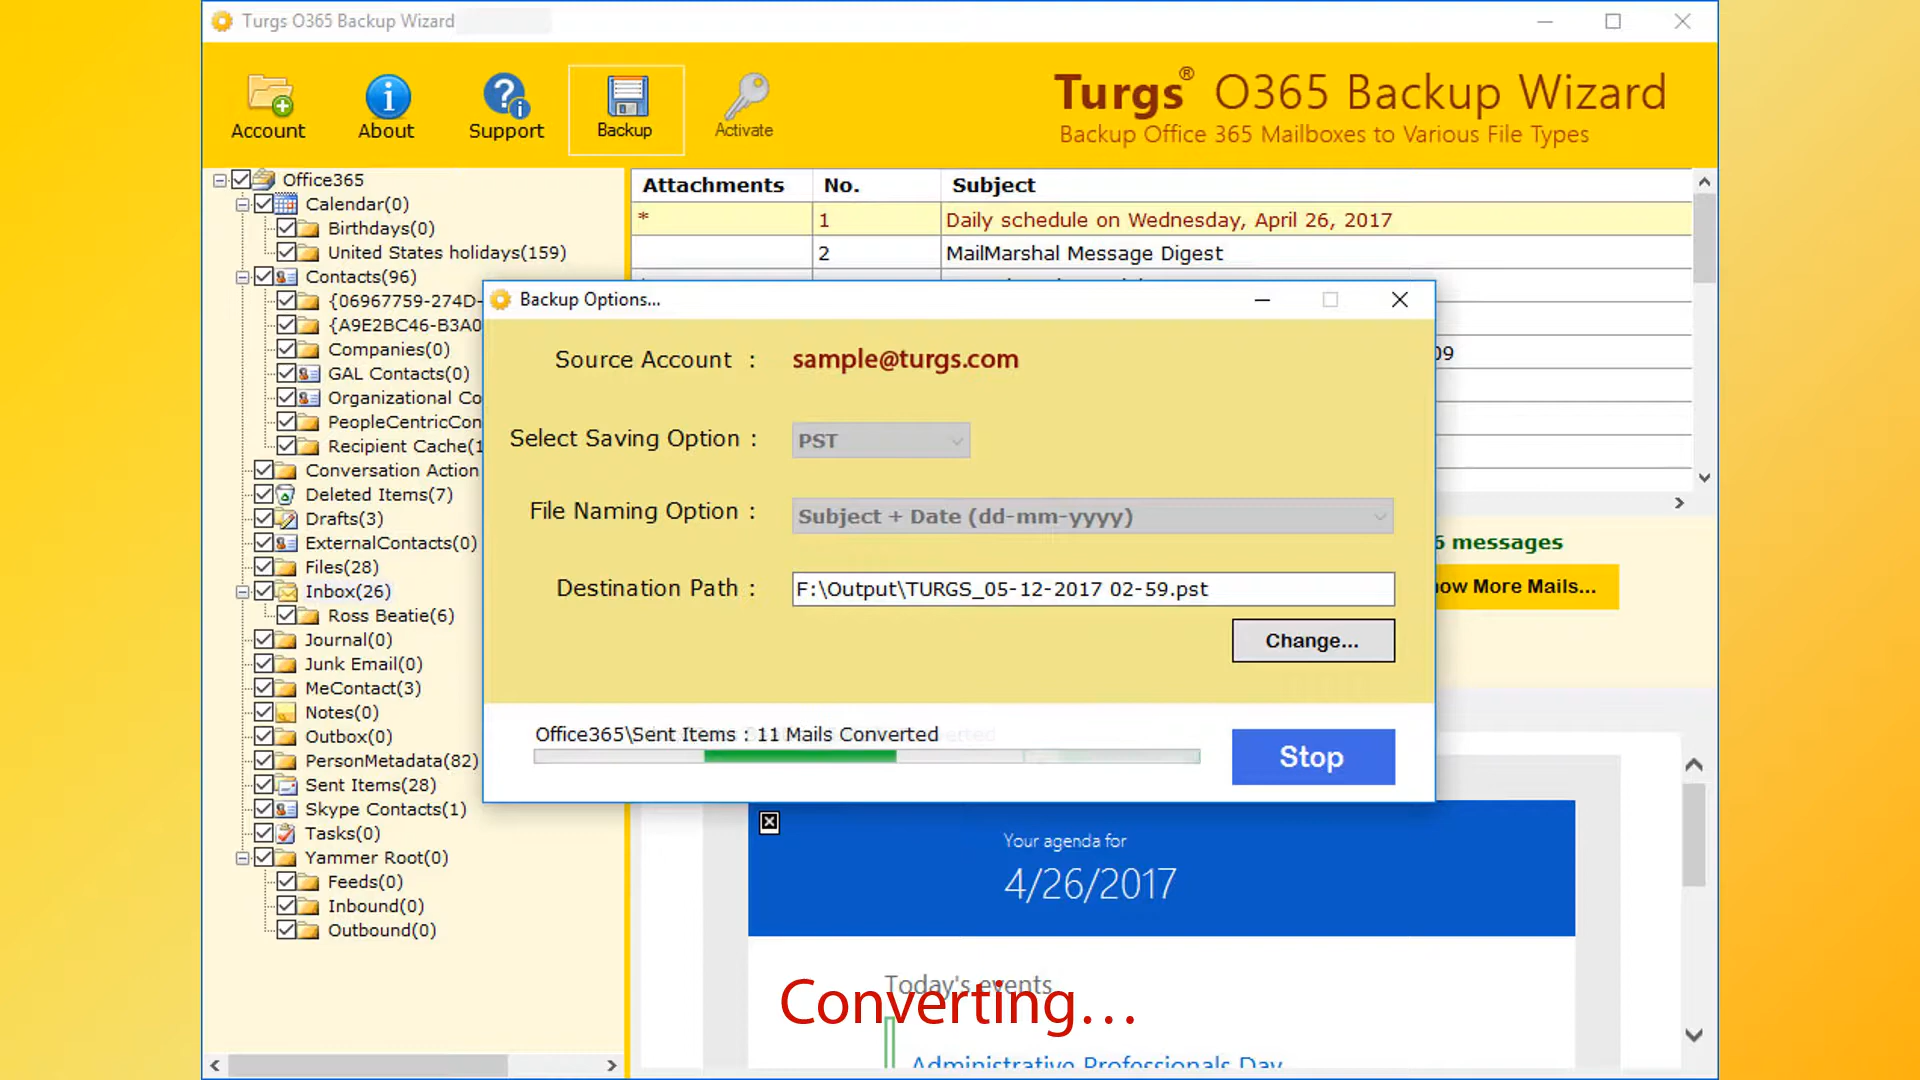 Turgs O365 Backup Wizard
Account
About
Support
Backup
Activate
Turgs® O365 Backup Wizard
Backup Office 365 Mailboxes to Various File Types
Office365
Calendar(0)
Birthdays(0)
United States holidays(159)
Contacts(96)
{06967759-274D-
{A9E2BC46-B3A0
Companies(0)
GAL Contacts(0)
Organizational Co
PeopleCentricCon
Recipient Cache(1
Conversation Action
Deleted Items(7)
Drafts(3)
ExternalContacts(0)
Files(28)
Inbox(26)
Ross Beatie(6)
Journal(0)
Junk Email(0)
MeContact(3)
Notes(0)
Outbox(0)
PersonMetadata(82)
Sent Items(28)
Skype Contacts(1)
Tasks(0)
Yammer Root(0)
Feeds(0)
Inbound(0)
Outbound(0)
Attachments No. Subject
* 1 Daily schedule on Wednesday, April 26, 2017
2 MailMarshal Message Digest
09
6 messages
ow More Mails...
Backup Options...
Source Account : sample@turgs.com
Select Saving Option : PST
File Naming Option : Subject + Date (dd-mm-yyyy)
Destination Path : F:\Output\TURGS_05-12-2017 02-59.pst
Change...
Office365\Sent Items : 11 Mails Converted
Stop
Your agenda for
4/26/2017
Today's events
Converting...
Administrative Professionals Day